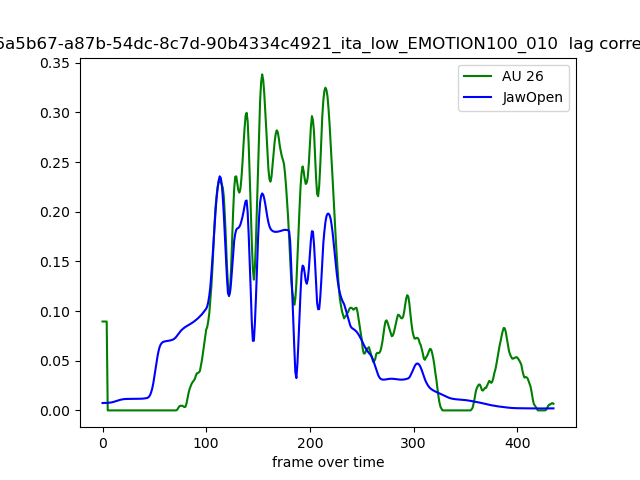 6a5b67-a87b-54dc-8c7d-90b4334c4921_ita_low_EMOTION100_010 lag corre
AU 26
JawOpen
0.35
0.30
0.25
0.20
0.15
0.10
0.05
0.00
0 100 200 300 400
frame over time